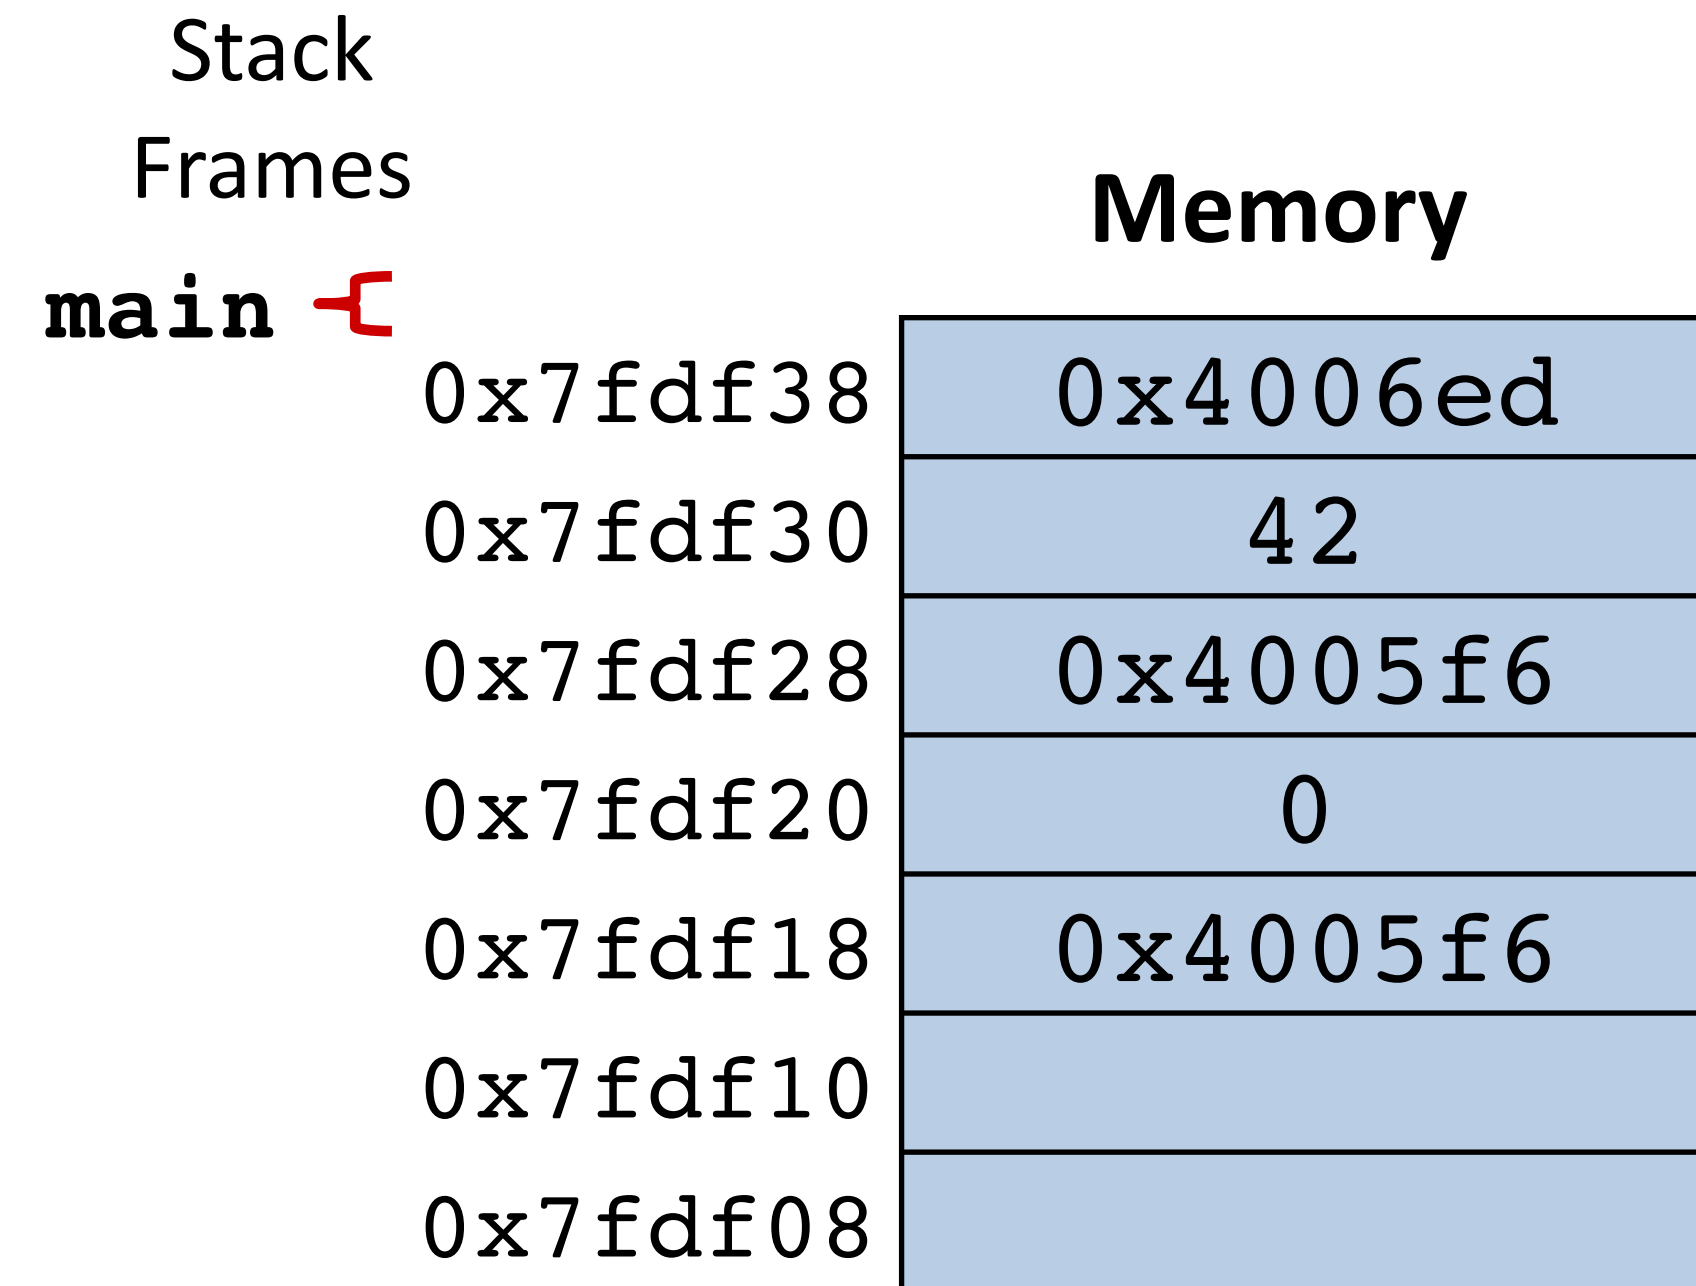 Stack
Frames
Memory
main
0x7fdf38 0x4006ed
0x7fdf30 42
0x7fdf28 0x4005f6
0x7fdf20 0
0x7fdf18 0x4005f6
0x7fdf10
0x7fdf08